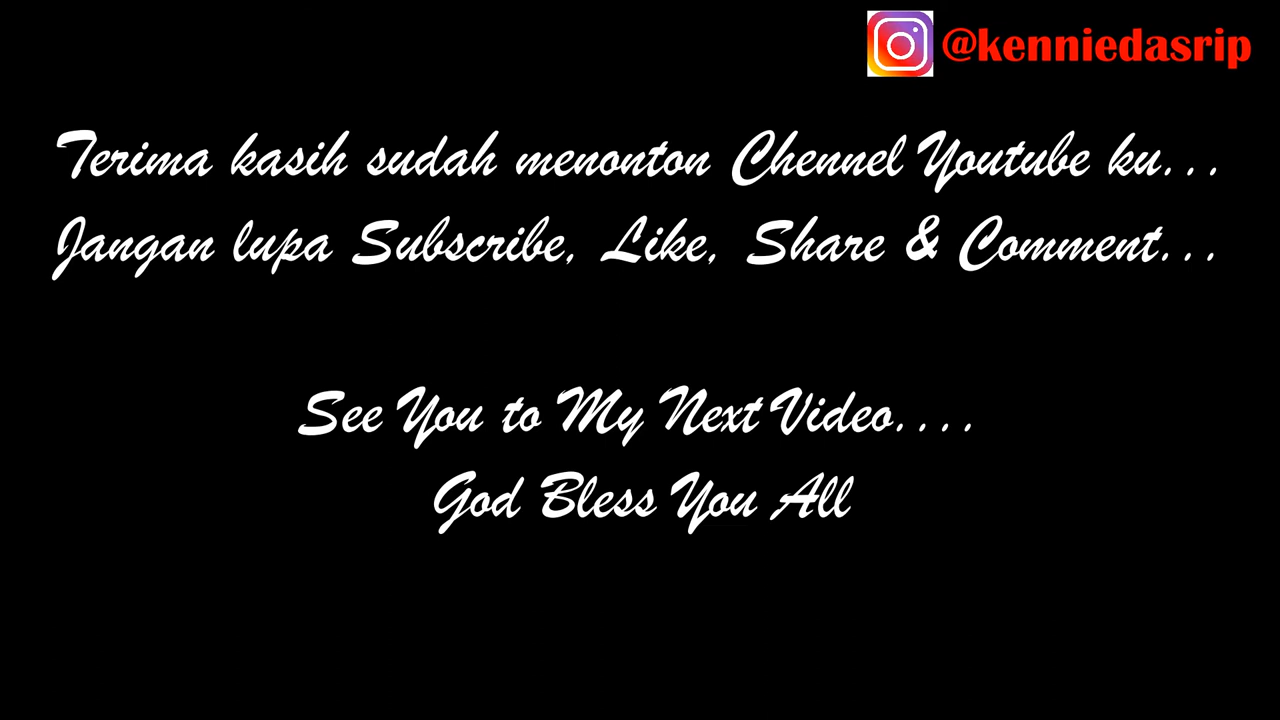 @kenniedasrip
Terima kasih sudah menonton Chennel Youtube ku...
Jangan lupa Subscribe, Like, Share & Comment...
See You to My Next Video....
God Bless You All